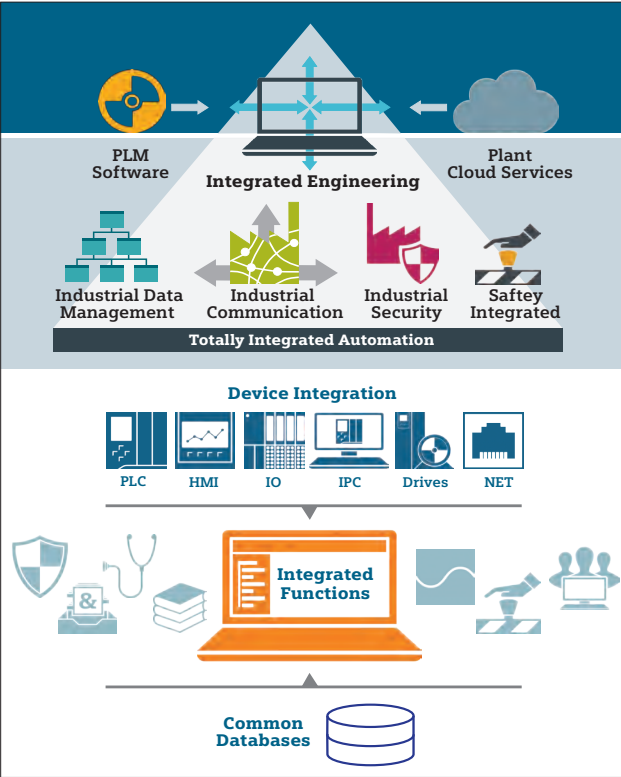 PLM
Software
Plant
Cloud Services
Integrated Engineering
Industrial Data
Management
Industrial
Communication
Industrial
Security
Saftey
Integrated
Totally Integrated Automation
Device Integration
PLC
HMI
IO
IPC
Drives
NET
&
Integrated
Functions
Common
Databases